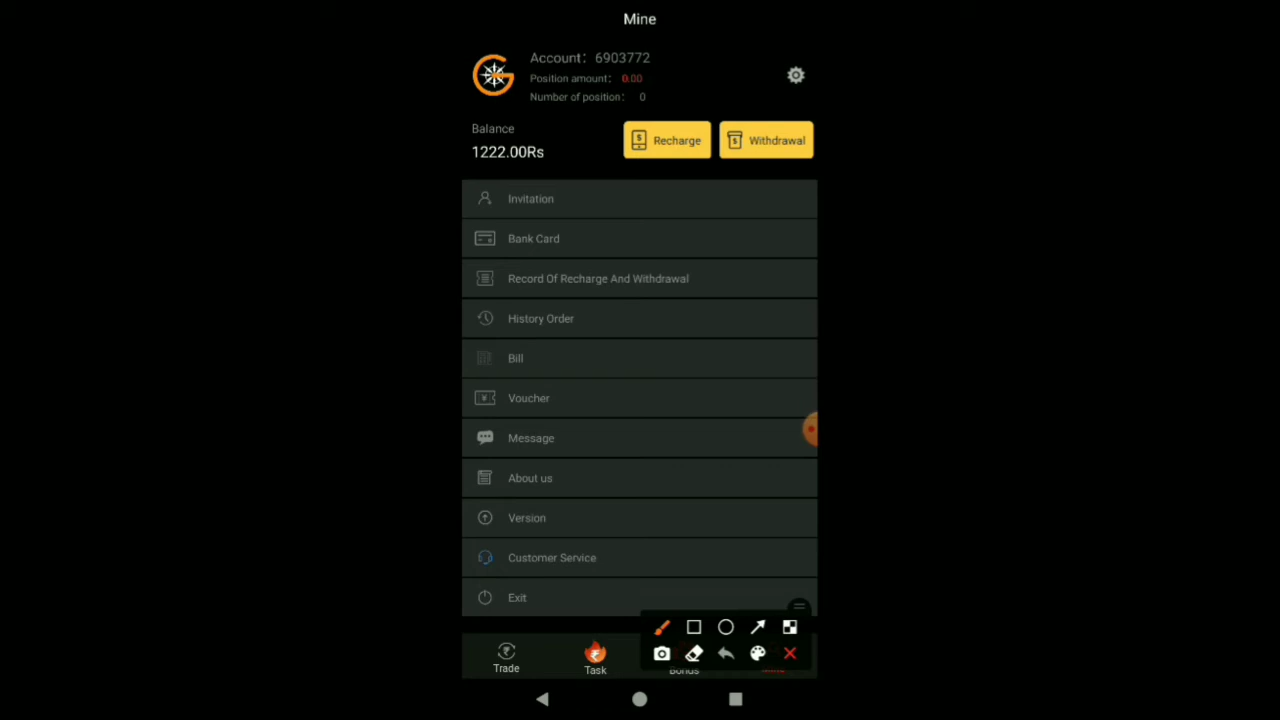 Mine
Account: 6903772
Position amount: 0.00
Number of position: 0
Balance
1222.00Rs
Recharge
Withdrawal
Invitation
Bank Card
Record Of Recharge And Withdrawal
History Order
Bill
Voucher
Message
About us
Version
Customer Service
Exit
Trade
Task
Bonus